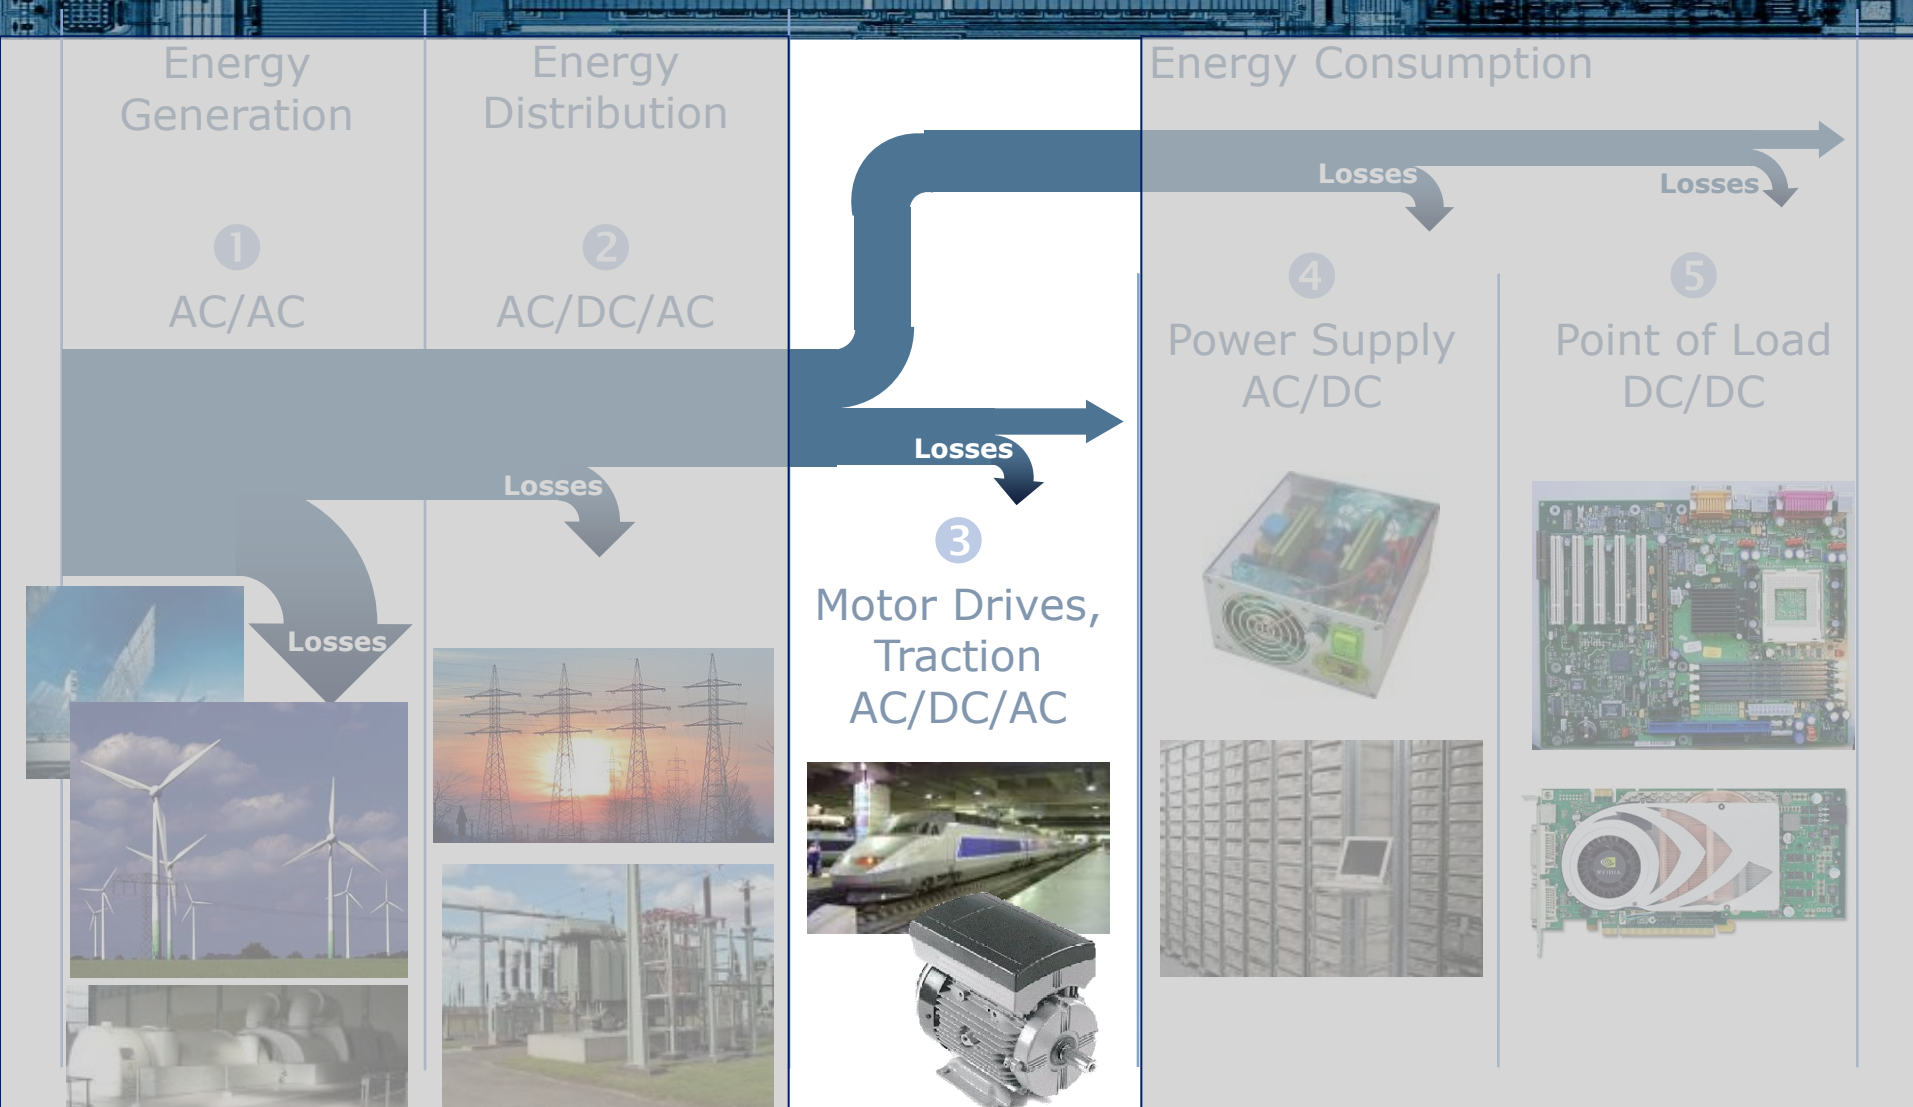 Energy
Generation
Energy
Distribution
Energy Consumption
Losses
Losses
1
AC/AC
2
AC/DC/AC
4
Power Supply
AC/DC
5
Point of Load
DC/DC
Losses
Losses
Losses
3
Motor Drives,
Traction
AC/DC/AC
NVIDIA